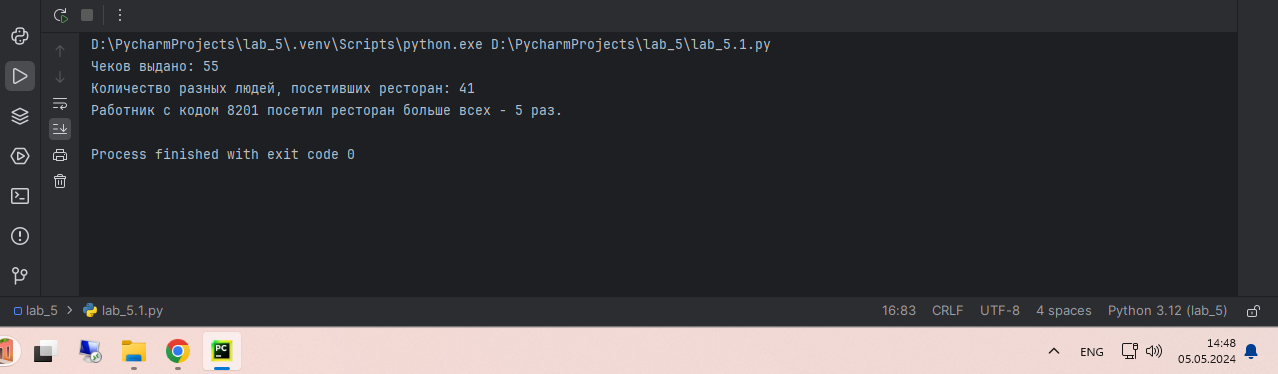 D:\PycharmProjects\lab_5\.venv\Scripts\python.exe D:\PycharmProjects\lab_5\lab_5.1.py
Чеков выдано: 55
Количество разных людей, посетивших ресторан: 41
Работник с кодом 8201 посетил ресторан больше всех - 5 раз.
Process finished with exit code 0
lab_5 > lab_5.1.py 16:83 CRLF UTF-8 4 spaces Python 3.12 (lab_5)
PC ENG 14:48
05.05.2024